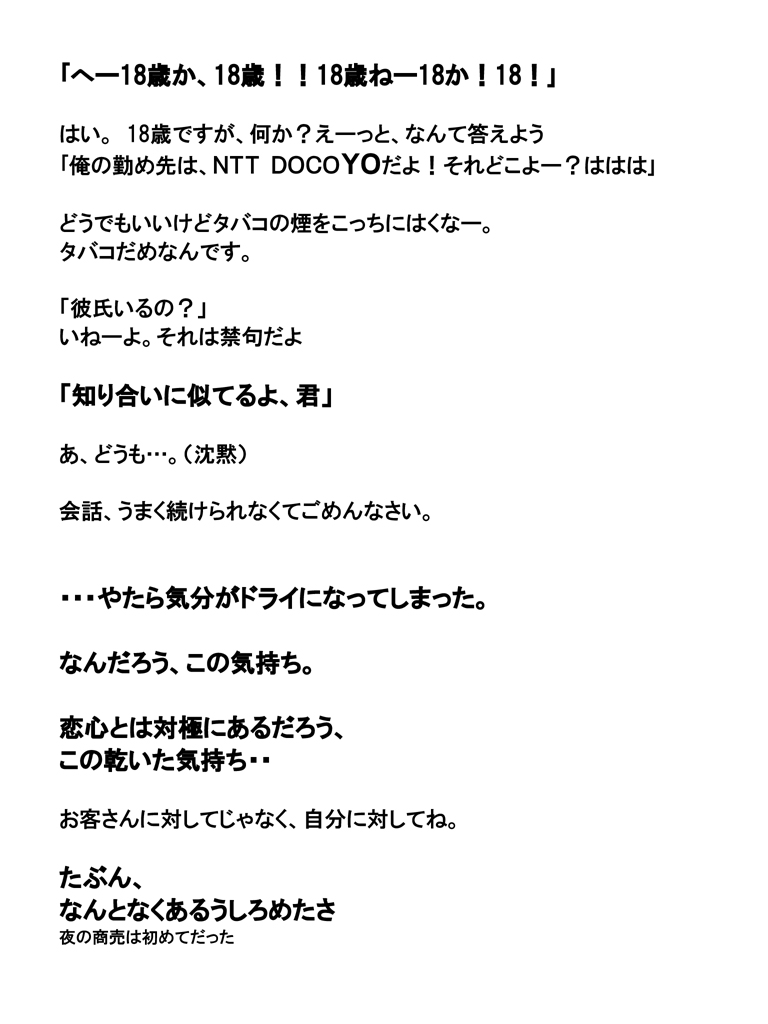 「へー18歳か、18歳！！18歳ねー18か！18！」
はい。 18歳ですが、何か？えーっと、なんて答えよう
「俺の勤め先は、NTT DOCOYOだよ！それどこよー？ははは」
どうでもいいけどタバコの煙をこっちにはくなー。
タバコだめなんです。
「彼氏いるの？」
いねーよ。それは禁句だよ
「知り合いに似てるよ、君」
あ、どうも…。（沈黙）
会話、うまく続けられなくてごめんなさい。
・・・やたら気分がドライになってしまった。
なんだろう、この気持ち。
恋心とは対極にあるだろう、
この乾いた気持ち・・
お客さんに対してじゃなく、自分に対してね。
たぶん、
なんとなくあるうしろめたさ
夜の商売は初めてだった